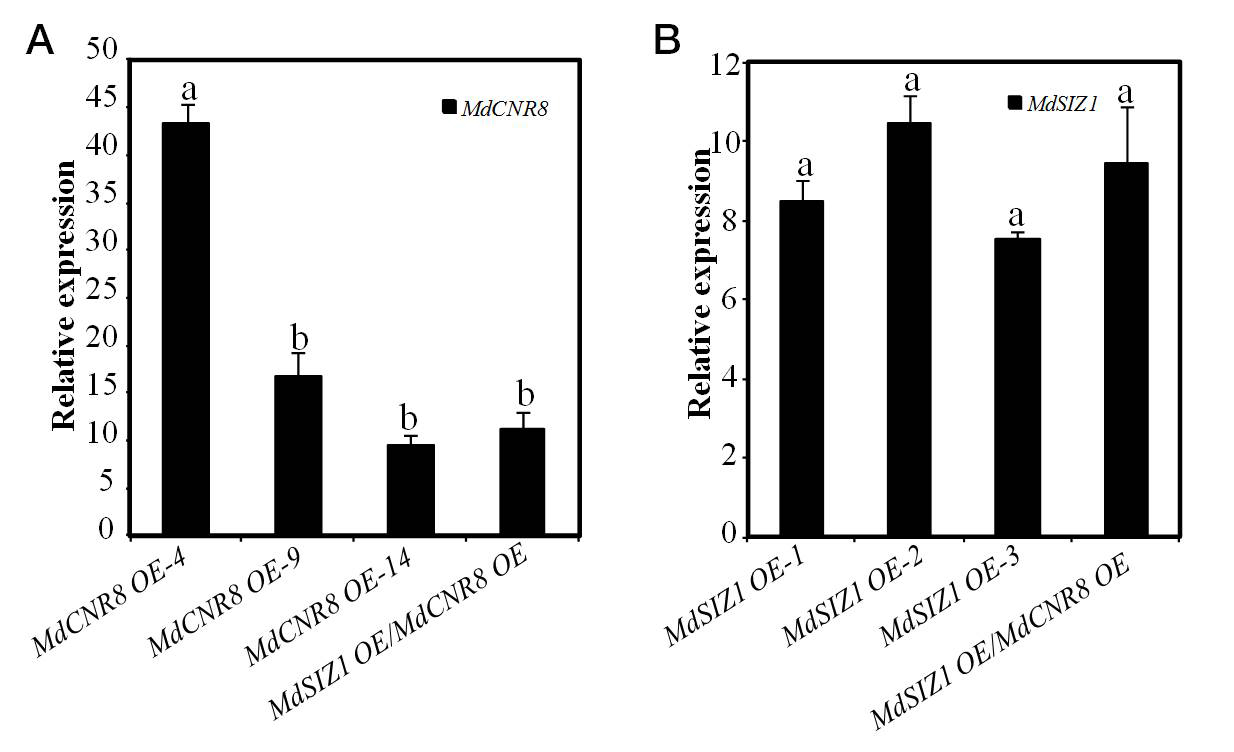 A
Relative expression
50
45
40
35
30
25
20
15
10
5
0
a
b
b
b
MdCNR8
MdCNR8 OE-4
MdCNR8 OE-9
MdCNR8 OE-14
MdSIZ1 OE/MdCNR8 OE
B
Relative expression
12
10
8
6
4
2
0
a
a
a
a
MdSIZ1
MdSIZ1 OE-1
MdSIZ1 OE-2
MdSIZ1 OE-3
MdSIZ1 OE/MdCNR8 OE